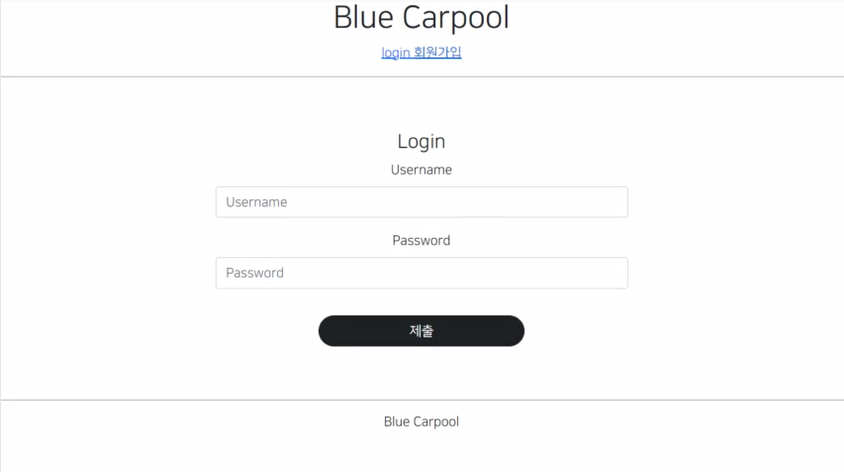 Blue Carpool
login 회원가입
Login
Username
Username
Password
Password
제출
Blue Carpool